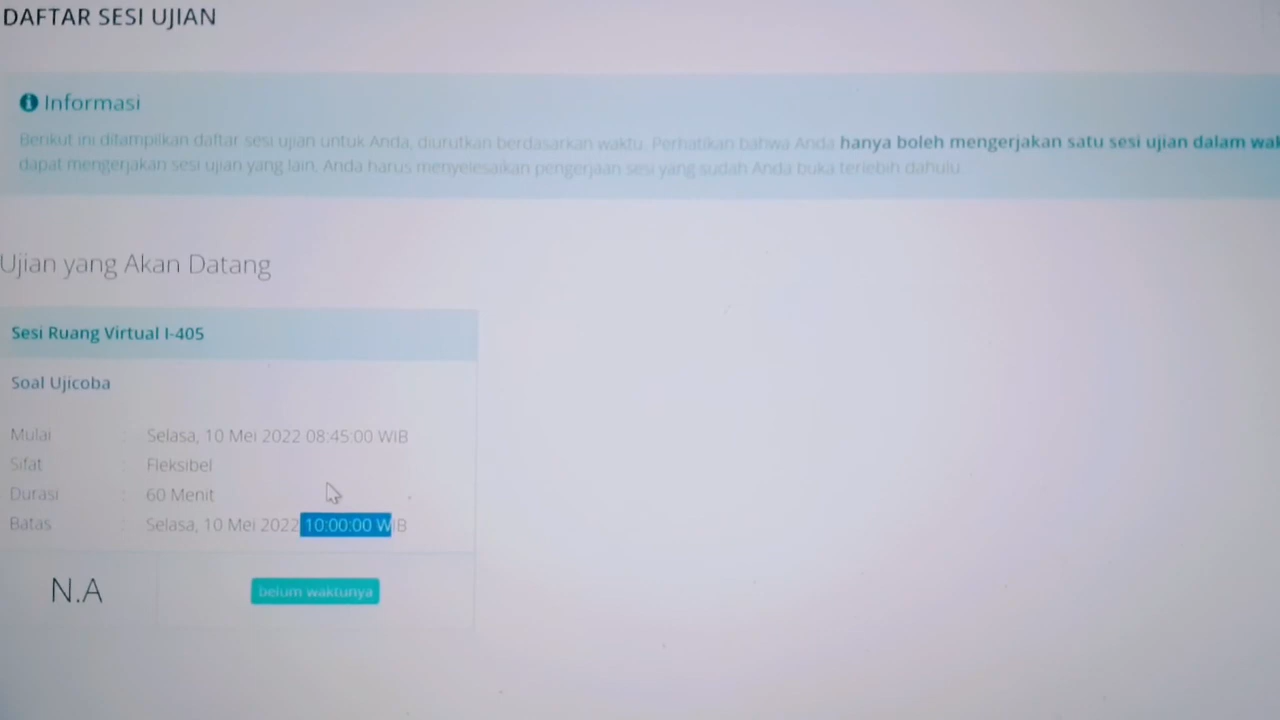 DAFTAR SESI UJIAN
Informasi
Berikut ini ditampilkan daftar sesi ujian untuk Anda, diurutkan berdasarkan waktu. Perhatikan bahwa Anda hanya boleh mengerjakan satu sesi ujian dalam wak
dapat mengerjakan sesi ujian yang lain, Anda harus menyelesaikan pengerjaan sesi yang sudah Anda buka terlebih dahulu.
Ujian yang Akan Datang
Sesi Ruang Virtual I-405
Soal Ujicoba
Mulai : Selasa, 10 Mei 2022 08:45:00 WIB
Sifat : Fleksibel
Durasi : 60 Menit
Batas : Selasa, 10 Mei 2022 10:00:00 WIB
N.A belum waktunya